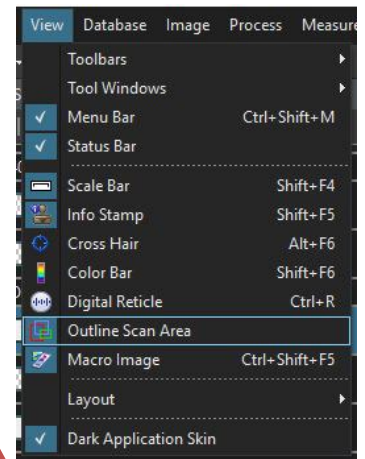 View Database Image Process Measure
Toolbars
Tool Windows
Menu Bar Ctrl+Shift+M
Status Bar
Scale Bar Shift+F4
Info Stamp Shift+F5
Cross Hair Alt+F6
Color Bar Shift+F6
Digital Reticle Ctrl+R
Outline Scan Area
Macro Image Ctrl+Shift+F5
Layout
Dark Application Skin